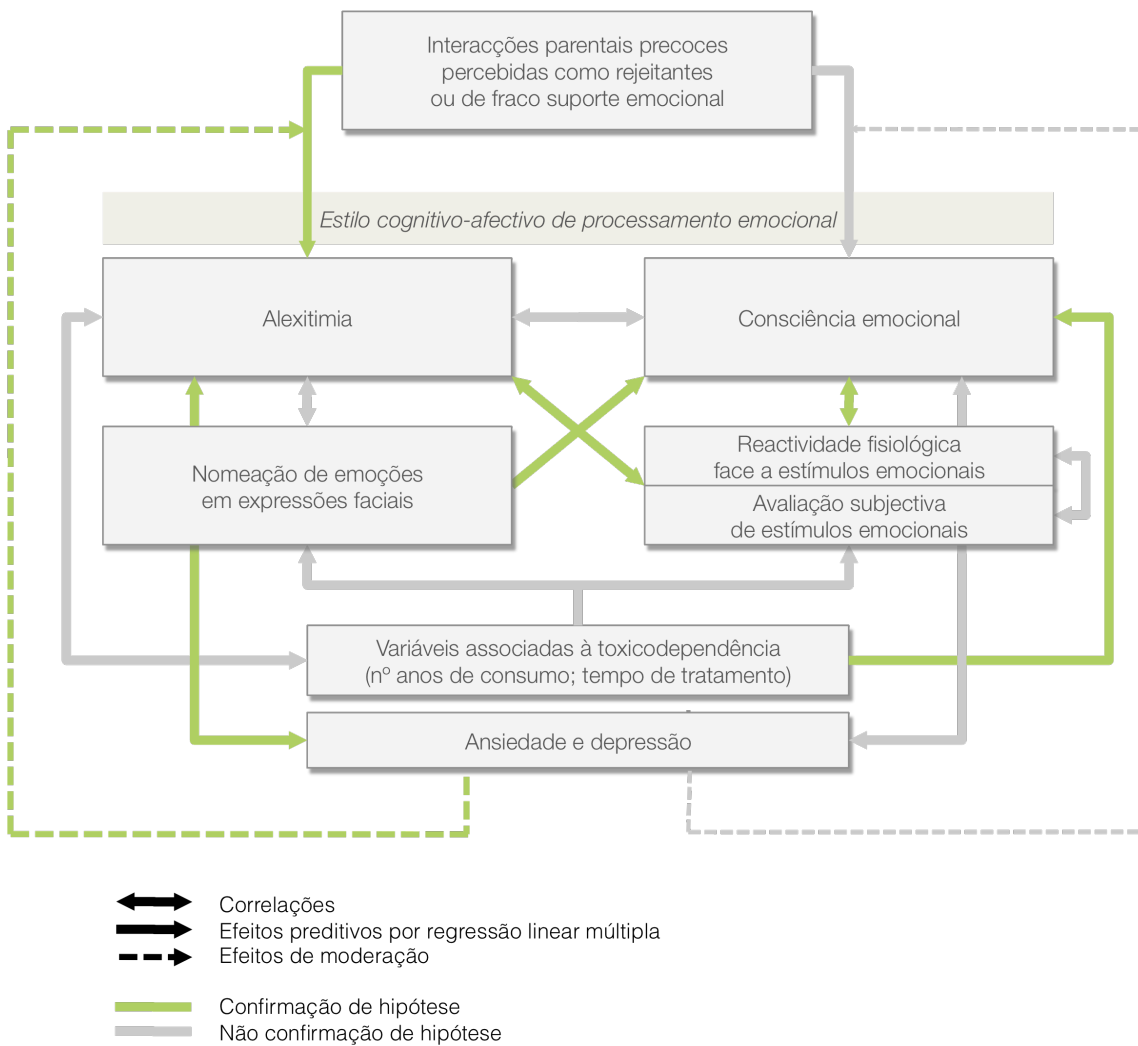 Interacções parentais precoces
percebidas como rejeitantes
ou de fraco suporte emocional
Estilo cognitivo-afectivo de processamento emocional
Alexitimia
Consciência emocional
Nomeação de emoções
em expressões faciais
Reactividade fisiológica
face a estímulos emocionais
Avaliação subjectiva
de estímulos emocionais
Variáveis associadas à toxicodependência
(nº anos de consumo; tempo de tratamento)
Ansiedade e depressão
Correlações
Efeitos preditivos por regressão linear múltipla
Efeitos de moderação
Confirmação de hipótese
Não confirmação de hipótese